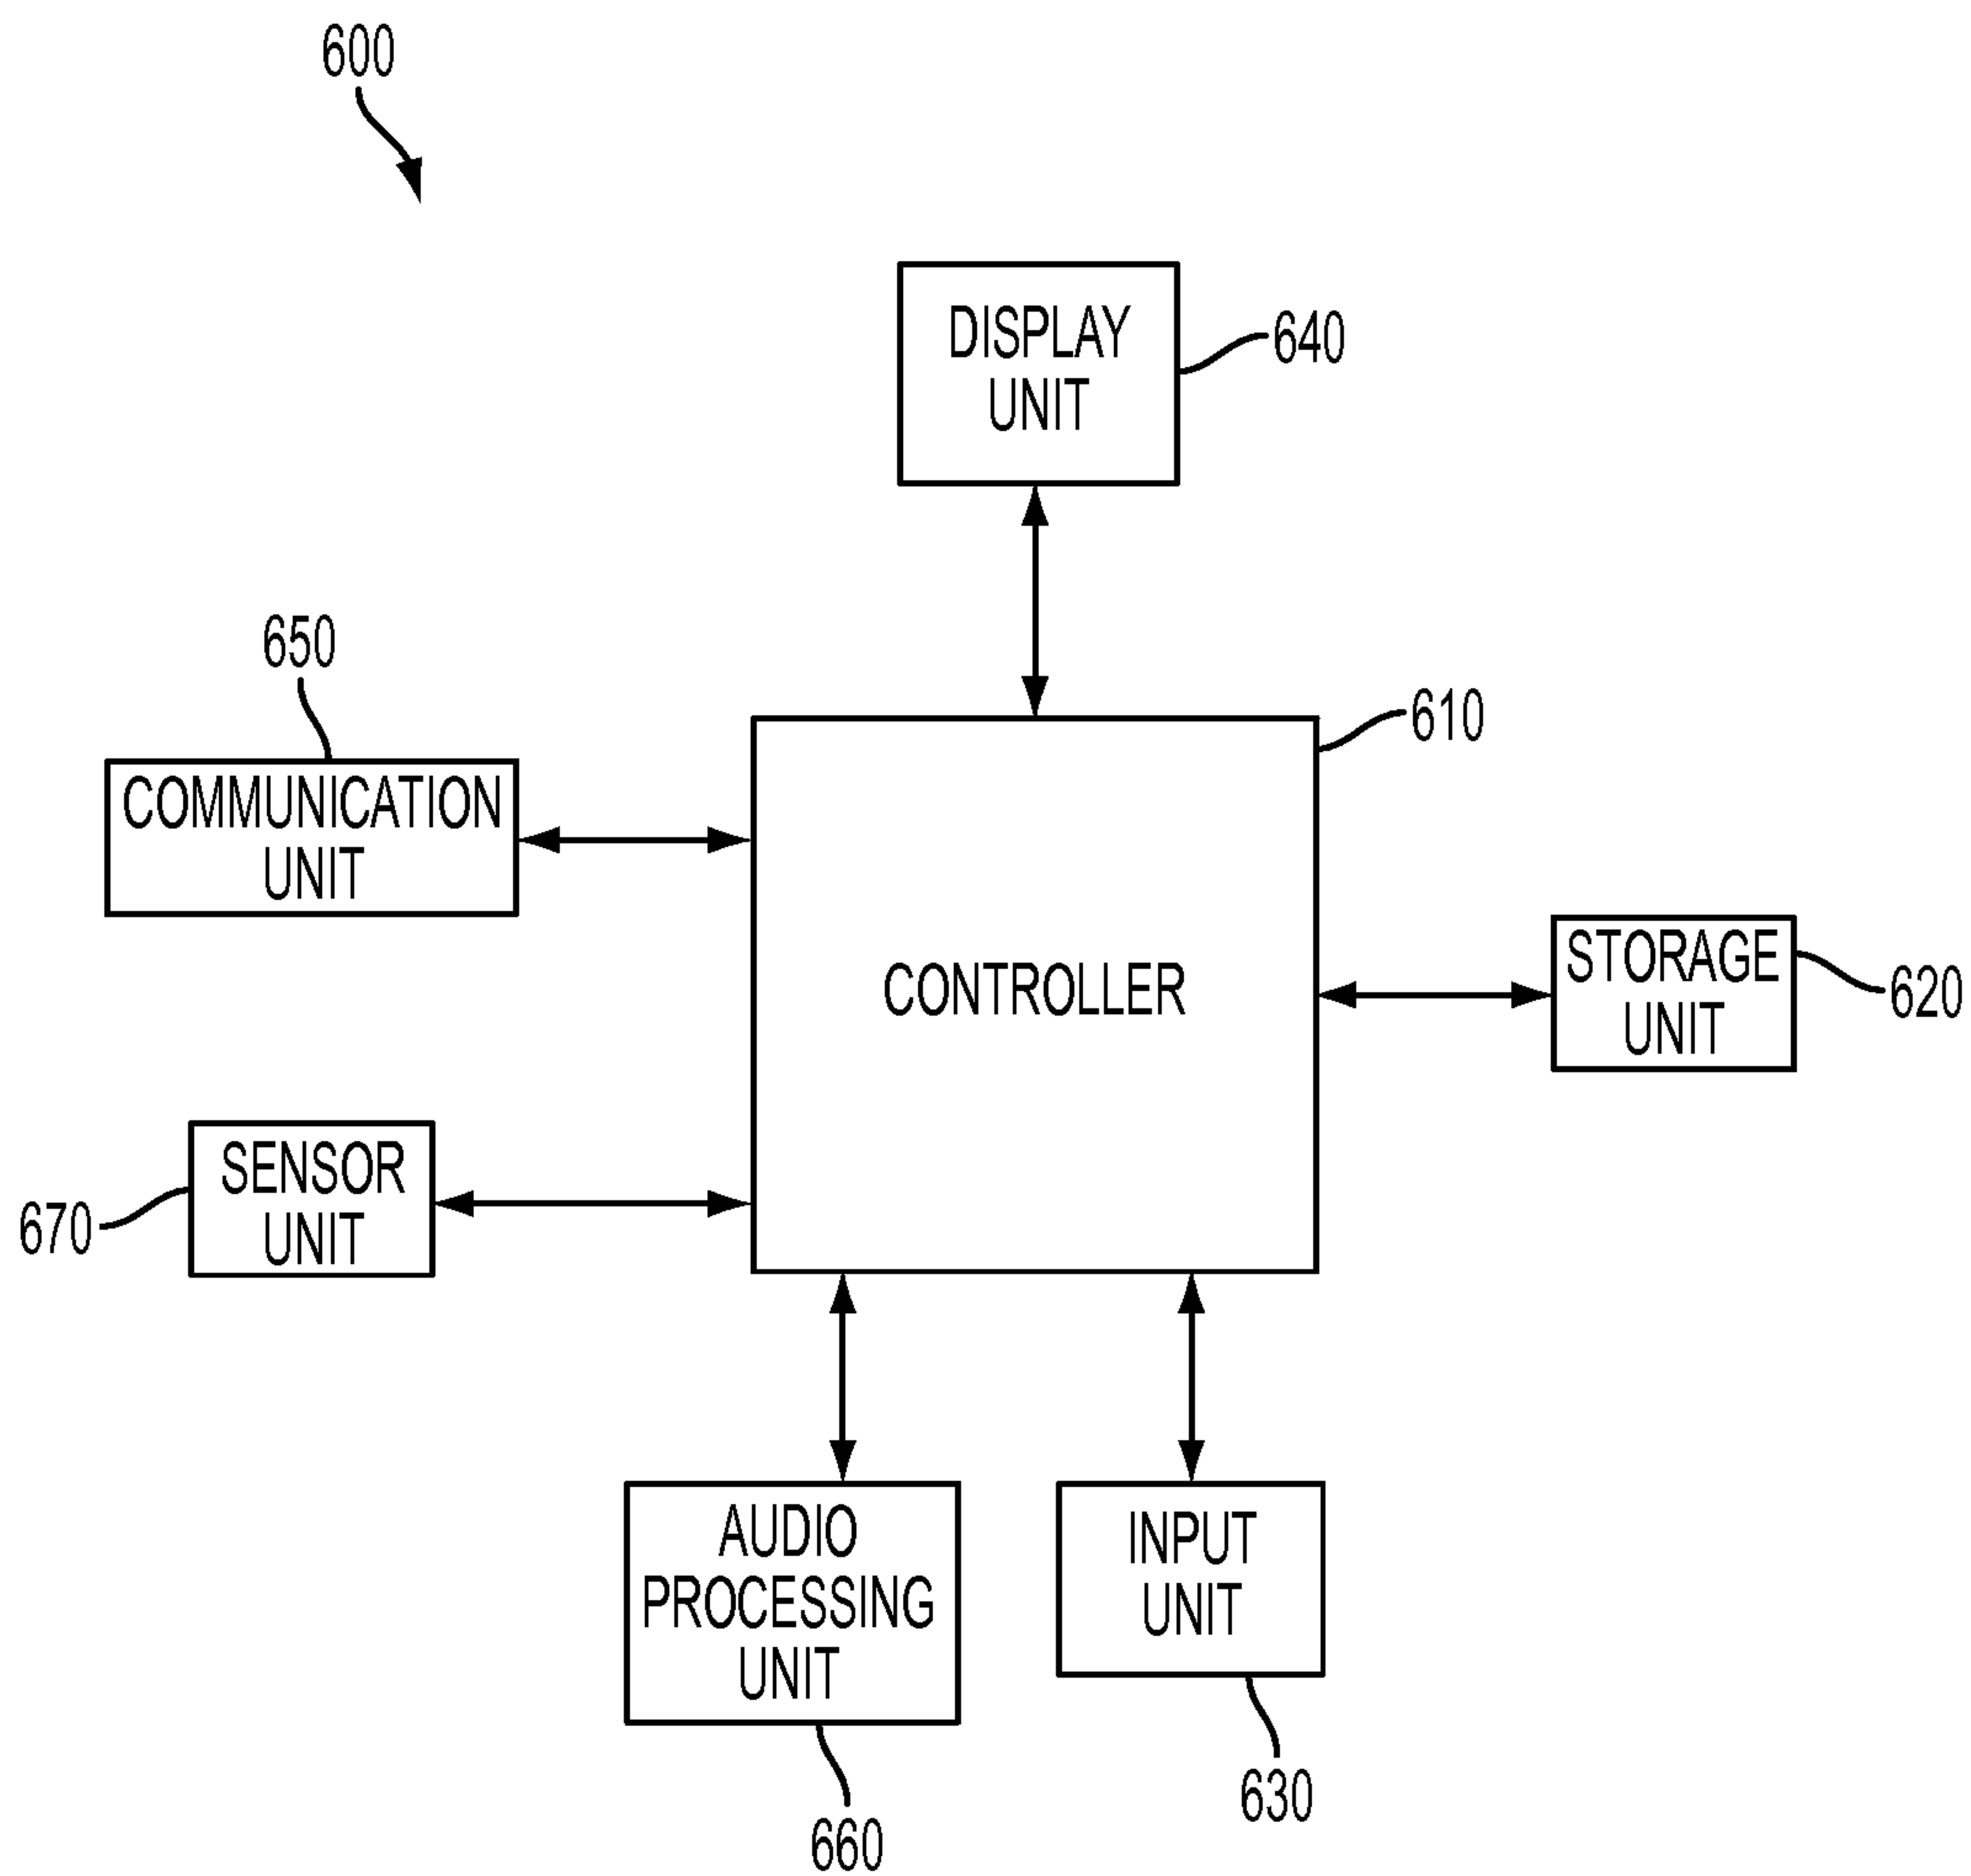 600
DISPLAY
UNIT
640
650
610
COMMUNICATION
UNIT
CONTROLLER
STORAGE
UNIT
620
SENSOR
UNIT
670
AUDIO
PROCESSING
UNIT
INPUT
UNIT
630
660